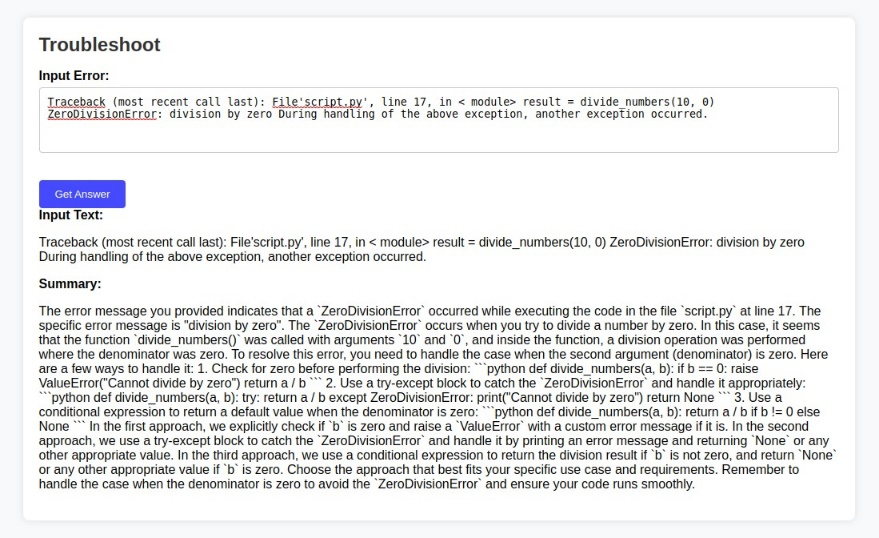 Troubleshoot
Input Error:
Traceback (most recent call last): File'script.py', line 17, in < module> result = divide_numbers(10, 0)
ZeroDivisionError: division by zero During handling of the above exception, another exception occurred.
Get Answer
Input Text:
Traceback (most recent call last): File'script.py', line 17, in < module> result = divide_numbers(10, 0) ZeroDivisionError: division by zero
During handling of the above exception, another exception occurred.
Summary:
The error message you provided indicates that a `ZeroDivisionError` occurred while executing the code in the file `script.py` at line 17. The
specific error message is "division by zero". The `ZeroDivisionError` occurs when you try to divide a number by zero. In this case, it seems
that the function `divide_numbers()` was called with arguments `10` and `0`, and inside the function, a division operation was performed
where the denominator was zero. To resolve this error, you need to handle the case when the second argument (denominator) is zero. Here
are a few ways to handle it: 1. Check for zero before performing the division: ```python def divide_numbers(a, b): if b == 0: raise
ValueError("Cannot divide by zero") return a / b ``` 2. Use a try-except block to catch the `ZeroDivisionError` and handle it appropriately:
```python def divide_numbers(a, b): try: return a / b except ZeroDivisionError: print("Cannot divide by zero") return None ``` 3. Use a
conditional expression to return a default value when the denominator is zero: ```python def divide_numbers(a, b): return a / b if b != 0 else
None ``` In the first approach, we explicitly check if `b` is zero and raise a `ValueError` with a custom error message if it is. In the second
approach, we use a try-except block to catch the `ZeroDivisionError` and handle it by printing an error message and returning `None` or any
other appropriate value. In the third approach, we use a conditional expression to return the division result if `b` is not zero, and return `None`
or any other appropriate value if `b` is zero. Choose the approach that best fits your specific use case and requirements. Remember to
handle the case when the denominator is zero to avoid the `ZeroDivisionError` and ensure your code runs smoothly.